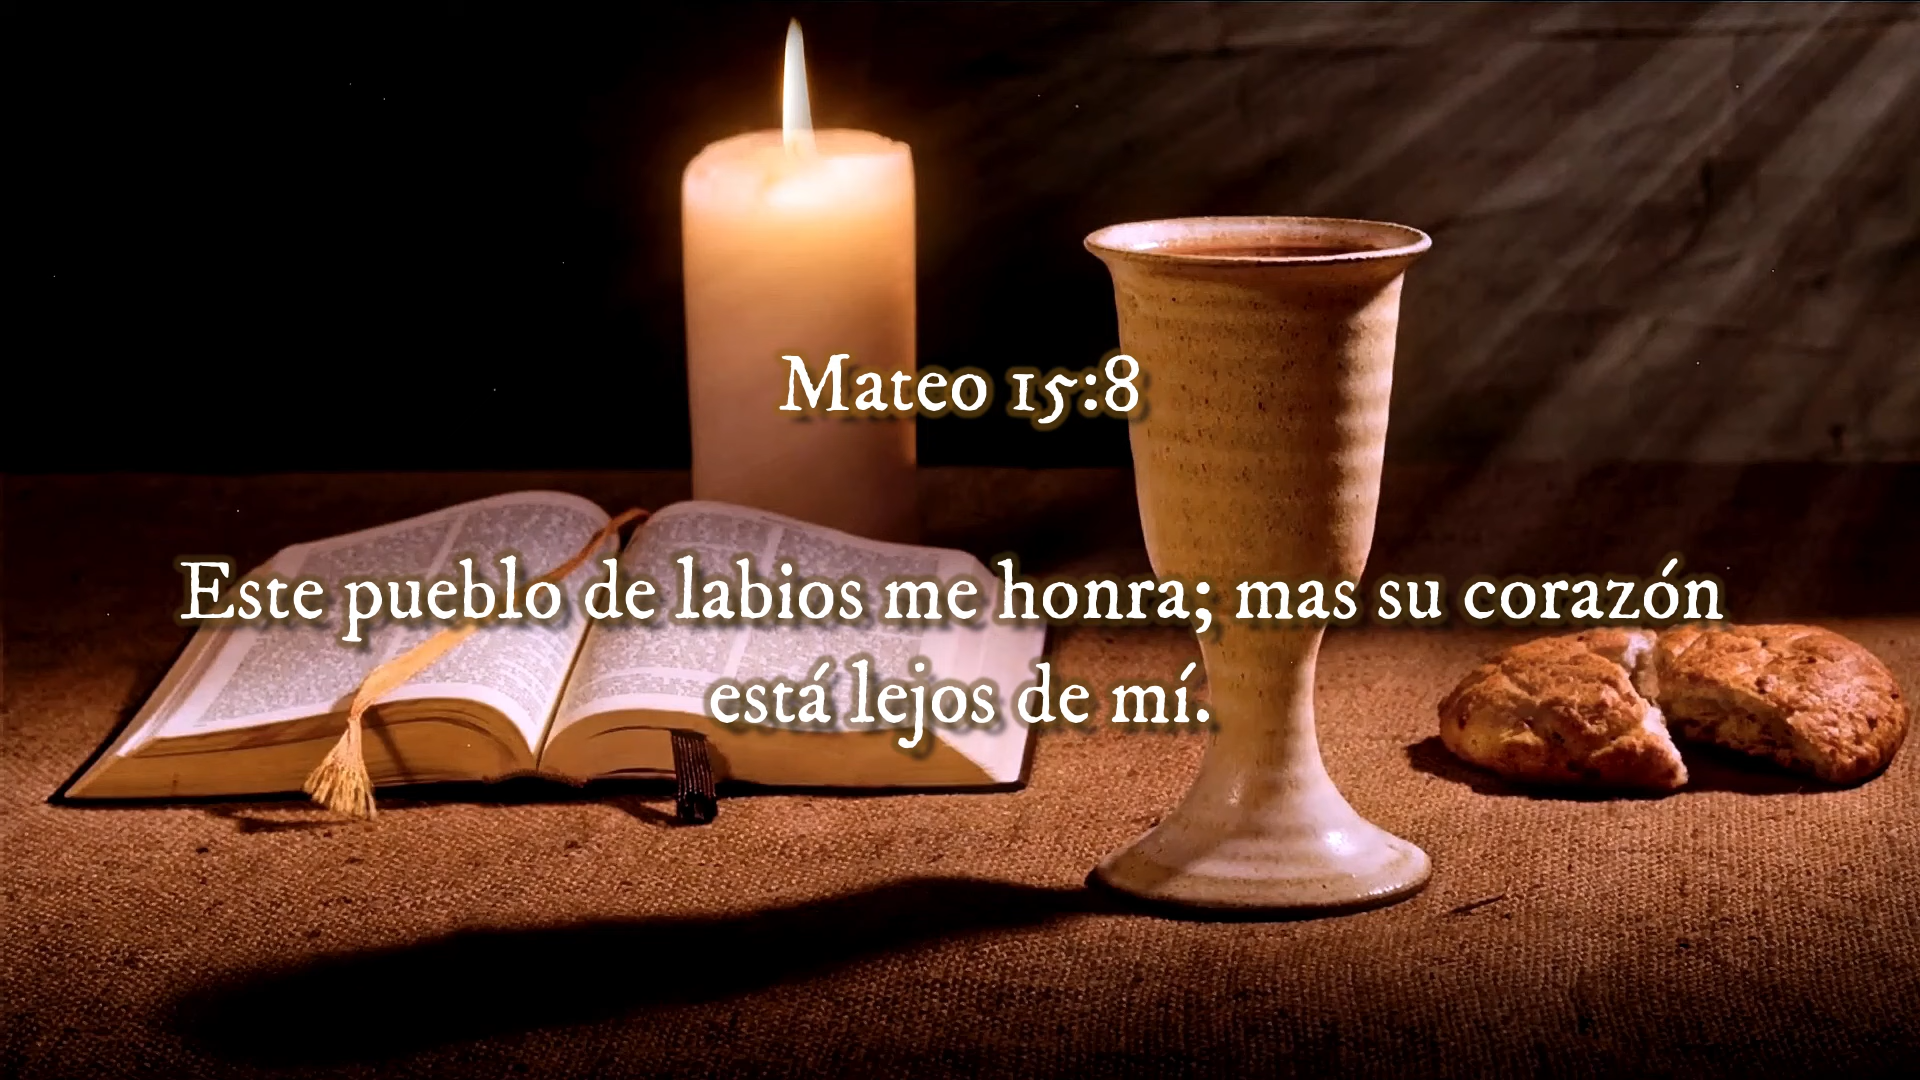 Mateo 15:8
Este pueblo de labios me honra; mas su corazón
está lejos de mí.